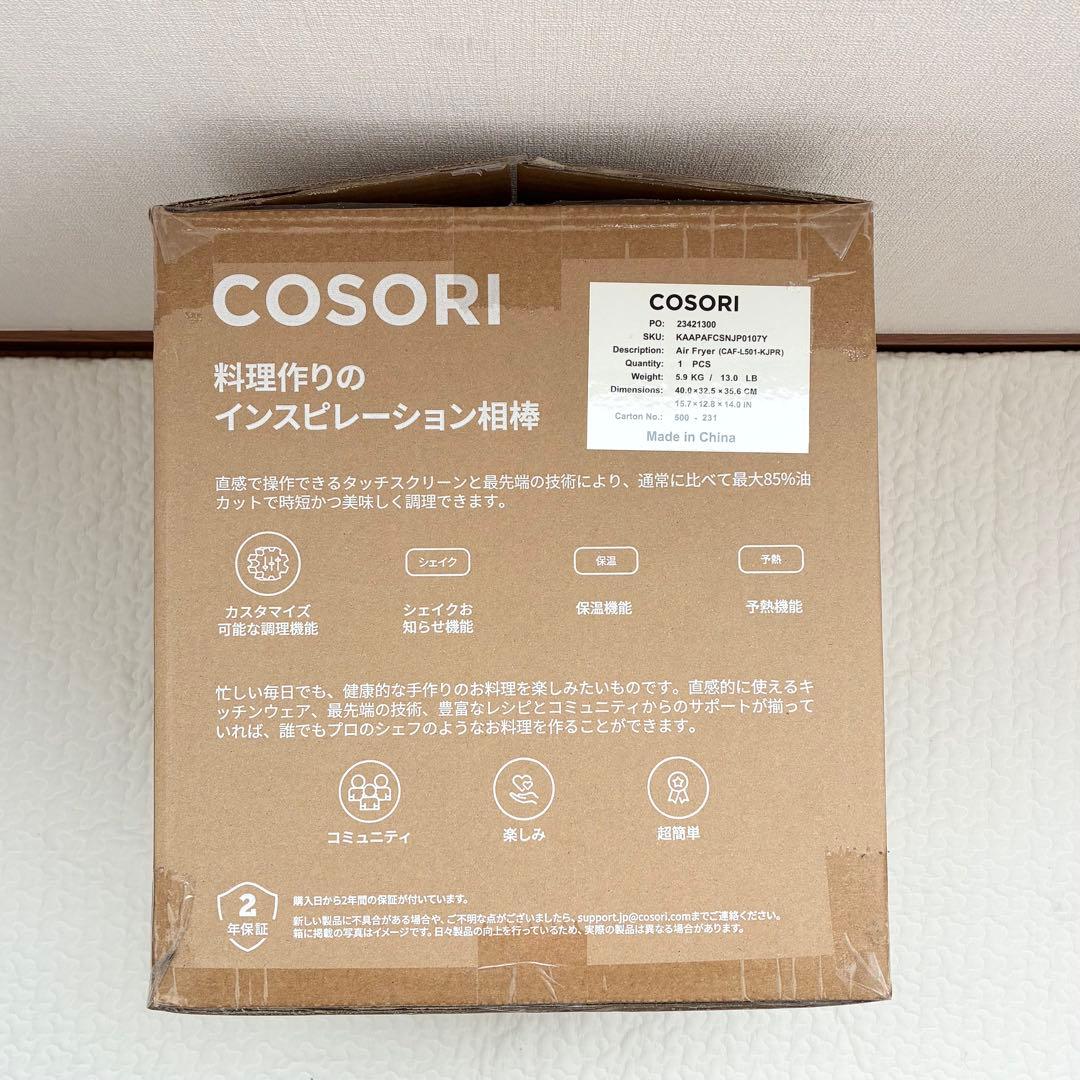 COSORI
料理作りの
インスピレーション相棒
COSORI
PO: 23421300
SKU: KAAPAFCSNJP0107Y
Description: Air Fryer (CAF-L501-KJPR)
Quantity: 1 PCS
Weight: 5.9 KG / 13.0 LB
Dimensions: 40.0×32.5×35.6 CM
15.7×12.8×14.0 IN
Carton No.: 500 - 231
Made in China
直感で操作できるタッチスクリーンと最先端の技術により、通常に比べて最大85%油
カットで時短かつ美味しく調理できます。
シェイク
保温
予熱
カスタマイズ
可能な調理機能
シェイクお
知らせ機能
保温機能
予熱機能
忙しい毎日でも、健康的な手作りのお料理を楽しみたいものです。直感的に使えるキ
ッチンウェア、最先端の技術、豊富なレシピとコミュニティからのサポートが揃って
いれば、誰でもプロのシェフのようなお料理を作ることができます。
コミュニティ
楽しみ
超簡単
2
年保証
購入日から2年間の保証が付いています。
新しい製品に不具合がある場合や、ご不明な点がございましたら、support.jp@cosori.comまでご連絡ください。
箱に掲載の写真はイメージです。日々製品の向上を行っているため、実際の製品は異なる場合があります。